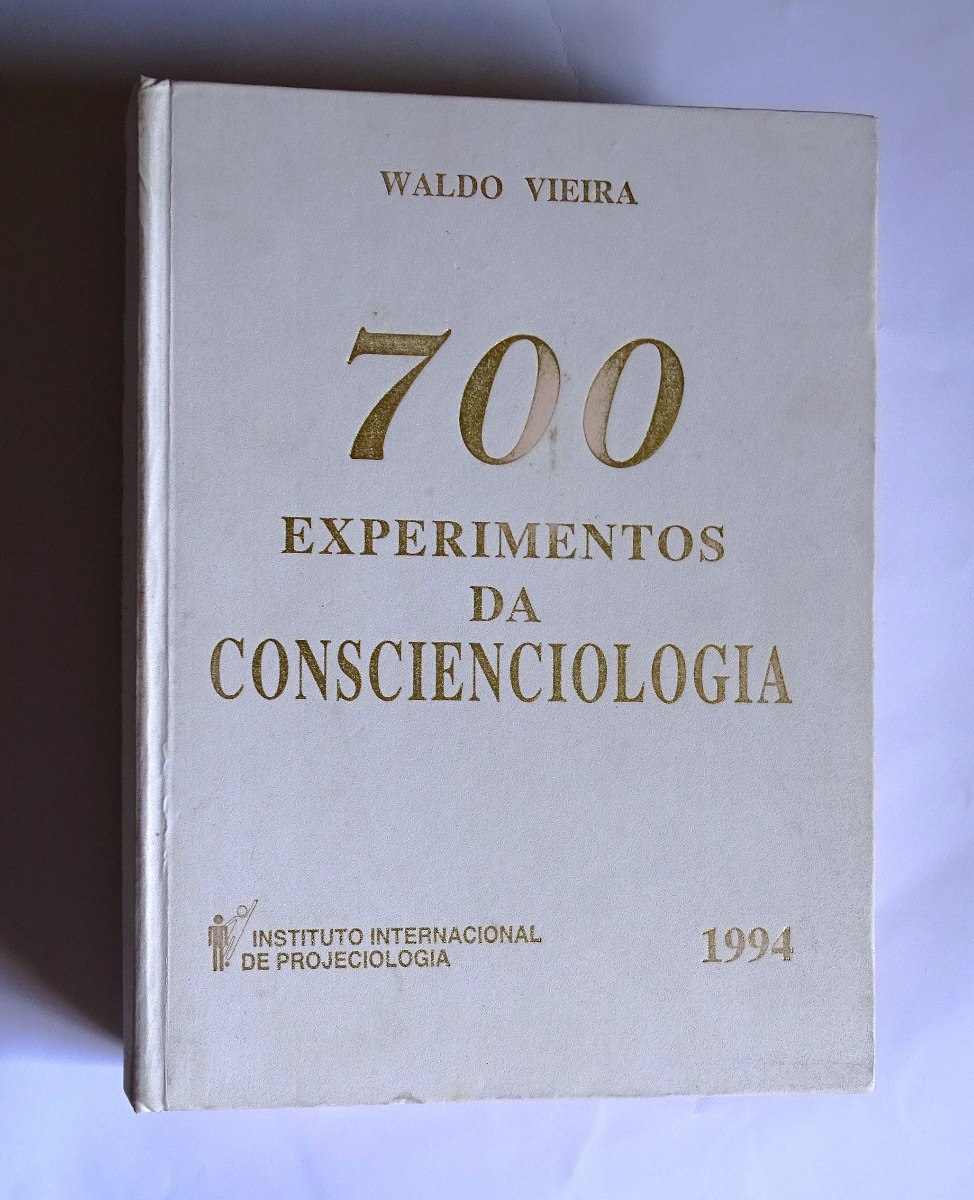 WALDO VIEIRA
700
EXPERIMENTOS
DA
CONSCIENCIOLOGIA
INSTITUTO INTERNACIONAL
DE PROJECIOLOGIA
1994